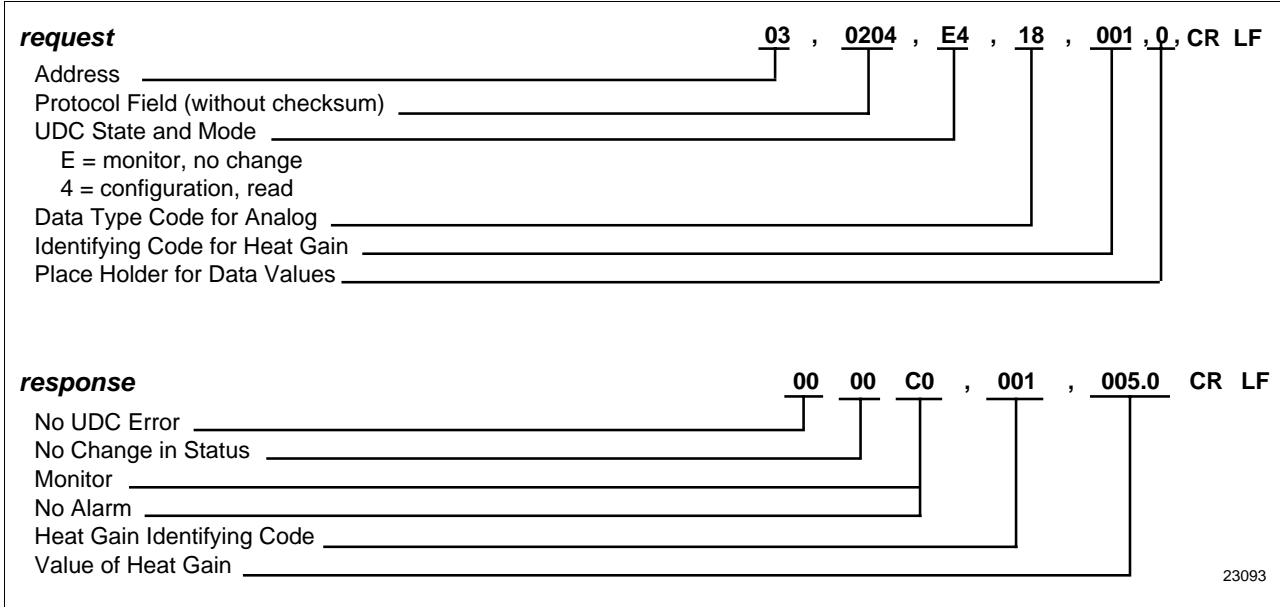 request 03 , 0204 , E4 , 18 , 001 , 0 , CR LF
Address
Protocol Field (without checksum)
UDC State and Mode
E = monitor, no change
4 = configuration, read
Data Type Code for Analog
Identifying Code for Heat Gain
Place Holder for Data Values
response 00 00 C0 , 001 , 005.0 CR LF
No UDC Error
No Change in Status
Monitor
No Alarm
Heat Gain Identifying Code
Value of Heat Gain
23093